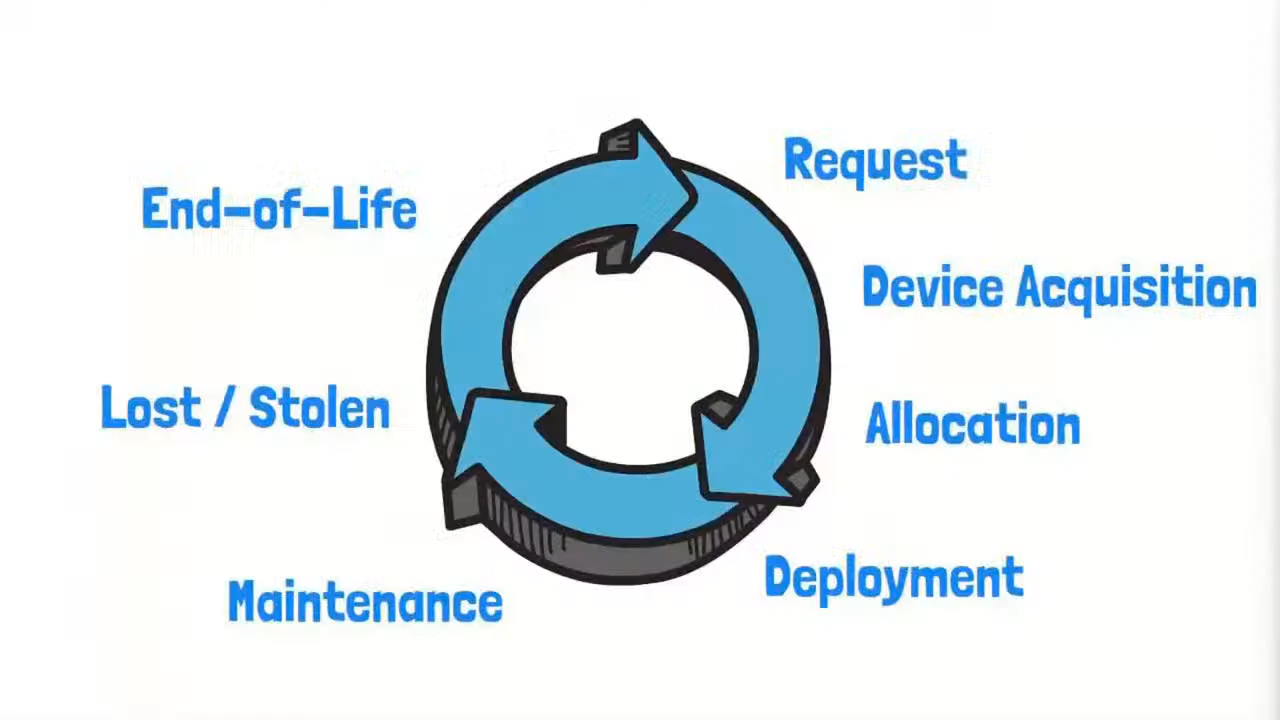 Request
End-of-Life
Device Acquisition
Lost / Stolen
Allocation
Deployment
Maintenance